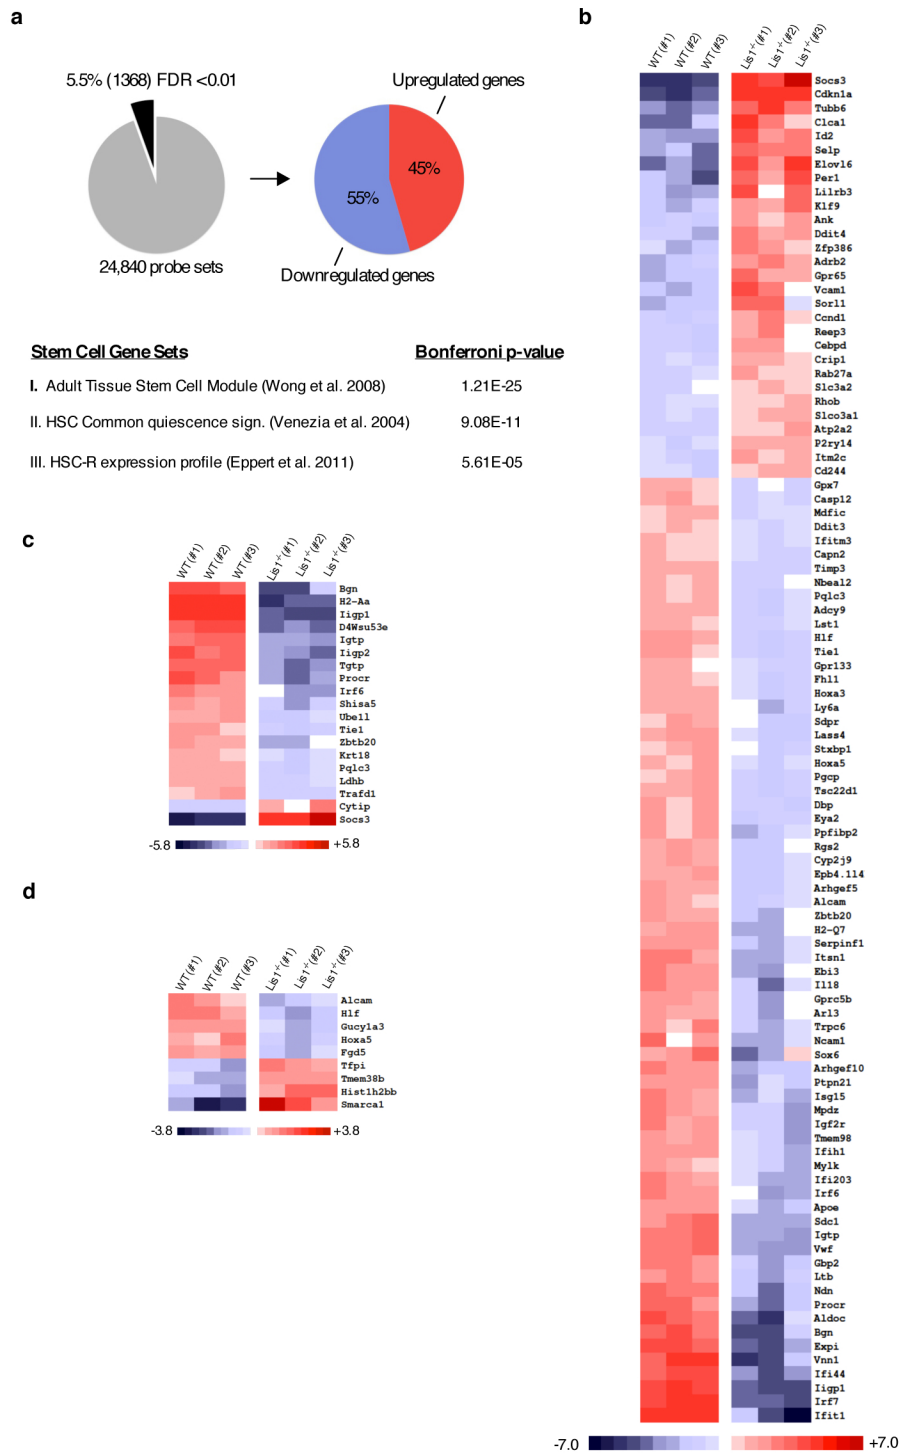 a
5.5% (1368) FDR <0.01
Upregulated genes
45%
55%
24,840 probe sets
Downregulated genes
Stem Cell Gene Sets Bonferroni p-value
I. Adult Tissue Stem Cell Module (Wong et al. 2008) 1.21E-25
II. HSC Common quiescence sign. (Venezia et al. 2004) 9.08E-11
III. HSC-R expression profile (Eppert et al. 2011) 5.61E-05
b
WT(#1) WT(#2) WT(#3) Lis1-/-(#1) Lis1-/-(#2) Lis1-/-(#3)
Socs3
Cdkn1a
Tubb6
Clca1
Id2
Selp
Elovl6
Per1
Lilrb3
Klf9
Ank
Ddit4
Zfp386
Adrb2
Gpr65
Vcam1
Sorl1
Ccnd1
Reep3
Cebpd
Crip1
Rab27a
Slc3a2
Rhob
Slco3a1
Atp2a2
P2ry14
Itm2c
Cd244
Gpx7
Casp12
Mdfic
Ddit3
Ifitm3
Capn2
Timp3
Nbeal2
Pqlc3
Adcy9
Lst1
Hlf
Tie1
Gpr133
Fhl1
Hoxa3
Ly6a
Sdpr
Lass4
Stxbp1
Hoxa5
Pgcp
Tsc22d1
Dbp
Eya2
Ppfibp2
Rgs2
Cyp2j9
Epb4.1l4
Arhgef5
Alcam
Zbtb20
H2-Q7
Serpinf1
Itsn1
Ebi3
Il18
Gprc5b
Arl3
Trpc6
Ncam1
Sox6
Arhgef10
Ptpn21
Isg15
Mpdz
Igf2r
Tmem98
Ifih1
Mylk
Ifi203
Irf6
Apoe
Sdc1
Igtp
Vwf
Gbp2
Ltb
Ndn
Procr
Aldoc
Bgn
Expi
Vnn1
Ifi44
Iigp1
Irf7
Ifit1
-7.0 +7.0
c
WT(#1) WT(#2) WT(#3) Lis1-/-(#1) Lis1-/-(#2) Lis1-/-(#3)
Bgn
H2-Aa
Iigp1
D4Wsu53e
Igtp
Iigp2
Tgtp
Procr
Irf6
Shisa5
Ube1l
Tie1
Zbtb20
Krt18
Pqlc3
Ldhb
Trafd1
Cytip
Socs3
-5.8 +5.8
d
WT(#1) WT(#2) WT(#3) Lis1-/-(#1) Lis1-/-(#2) Lis1-/-(#3)
Alcam
Hlf
Gucy1a3
Hoxa5
Fgd5
Tfpi
Tmem38b
Hist1h2bb
Smarca1
-3.8 +3.8